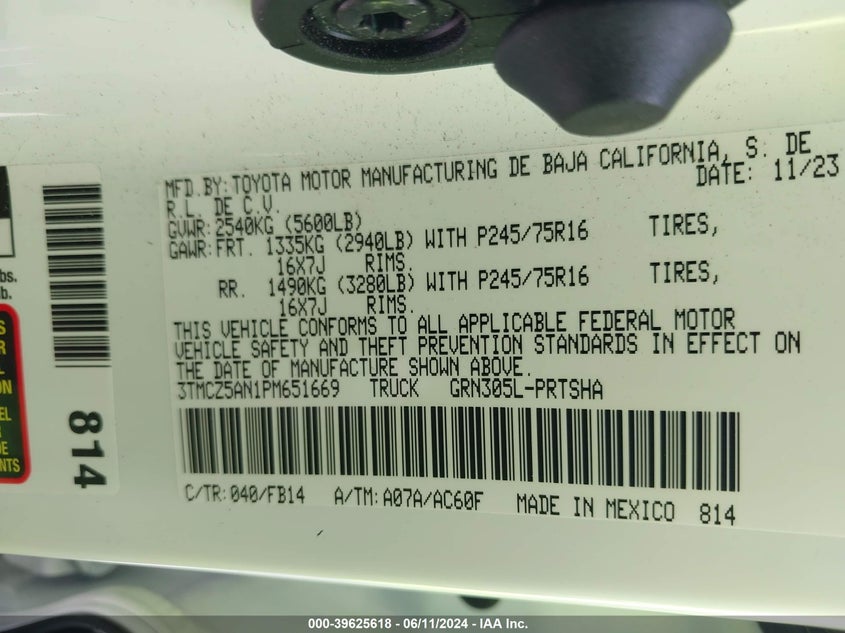 MFD.BY:TOYOTA MOTOR MANUFACTURING DE BAJA CALIFORNIA, S. DE
R.L. DE C.V. DATE: 11/23
GVWR:2540KG (5600LB)
GAWR:FRT. 1335KG (2940LB) WITH P245/75R16 TIRES,
16X7J RIMS.
RR. 1490KG (3280LB) WITH P245/75R16 TIRES,
16X7J RIMS.
THIS VEHICLE CONFORMS TO ALL APPLICABLE FEDERAL MOTOR
VEHICLE SAFETY AND THEFT PREVENTION STANDARDS IN EFFECT ON
THE DATE OF MANUFACTURE SHOWN ABOVE.
3TMCZ5AN1PM651669 TRUCK GRN305L-PRTSHA
C/TR:040/FB14 A/TM:A07A/AC60F MADE IN MEXICO 814
814
000-39625618 - 06/11/2024 - IAA Inc.